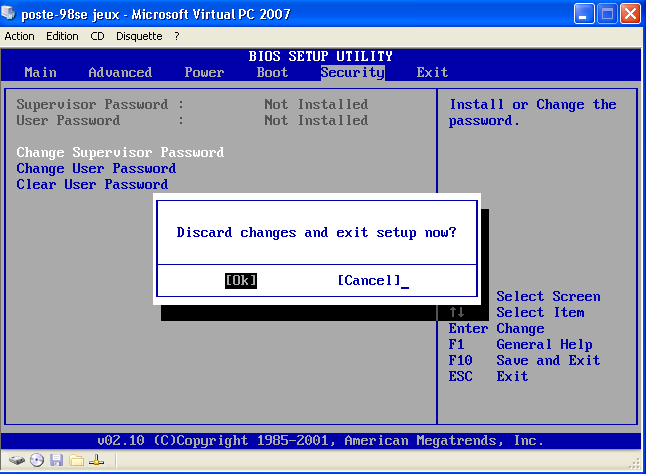 poste-98se jeux - Microsoft Virtual PC 2007
Action Edition CD Disquette ?
BIOS SETUP UTILITY
Main Advanced Power Boot Security Exit
Supervisor Password : Not Installed
User Password : Not Installed
Change Supervisor Password
Change User Password
Clear User Password
Install or Change the
password.
Discard changes and exit setup now?
[Ok] [Cancel]_
Select Screen
↑↓ Select Item
Enter Change
F1 General Help
F10 Save and Exit
ESC Exit
v02.10 (C)Copyright 1985-2001, American Megatrends, Inc.